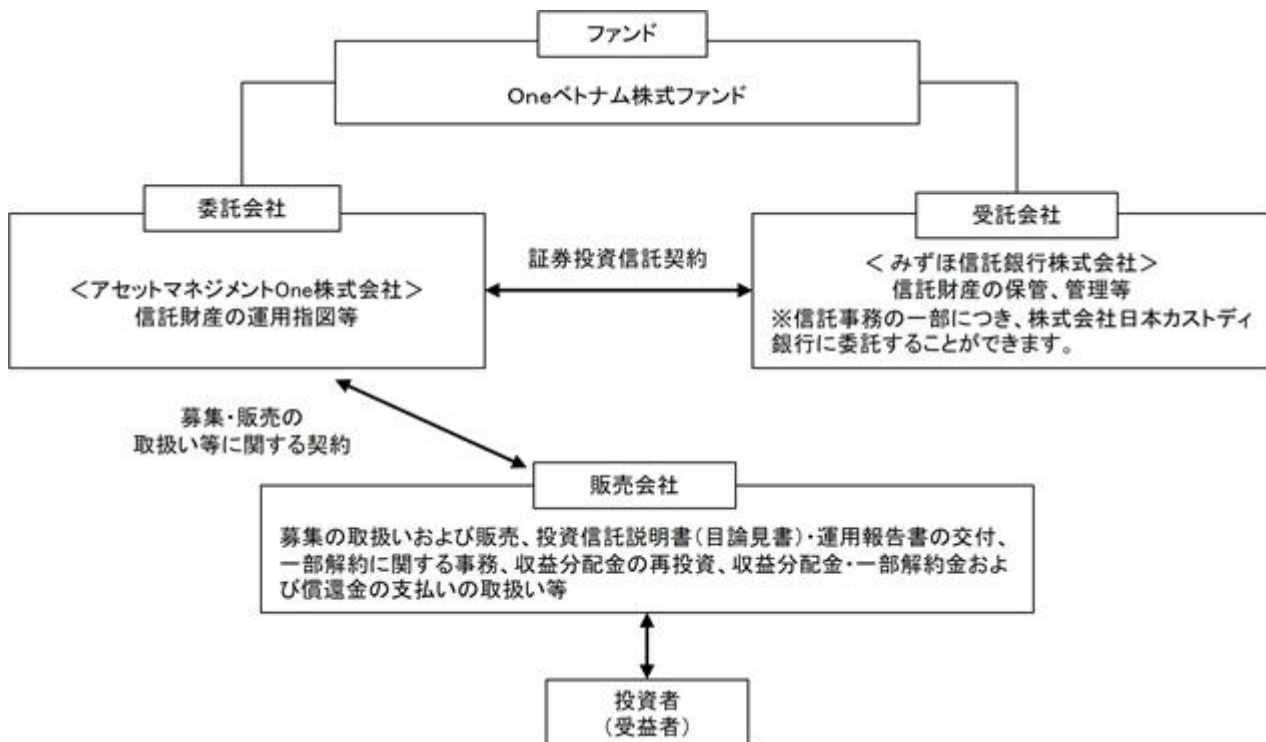 ファンド
Oneベトナム株式ファンド
委託会社
<アセットマネジメントOne株式会社>
信託財産の運用指図等
証券投資信託契約
受託会社
<みずほ信託銀行株式会社>
信託財産の保管、管理等
※信託事務の一部につき、株式会社日本カストディ
銀行に委託することができます。
募集・販売の
取扱い等に関する契約
販売会社
募集の取扱いおよび販売、投資信託説明書(目論見書)・運用報告書の交付、
一部解約に関する事務、収益分配金の再投資、収益分配金・一部解約金およ
び償還金の支払いの取扱い等
投資者
(受益者)